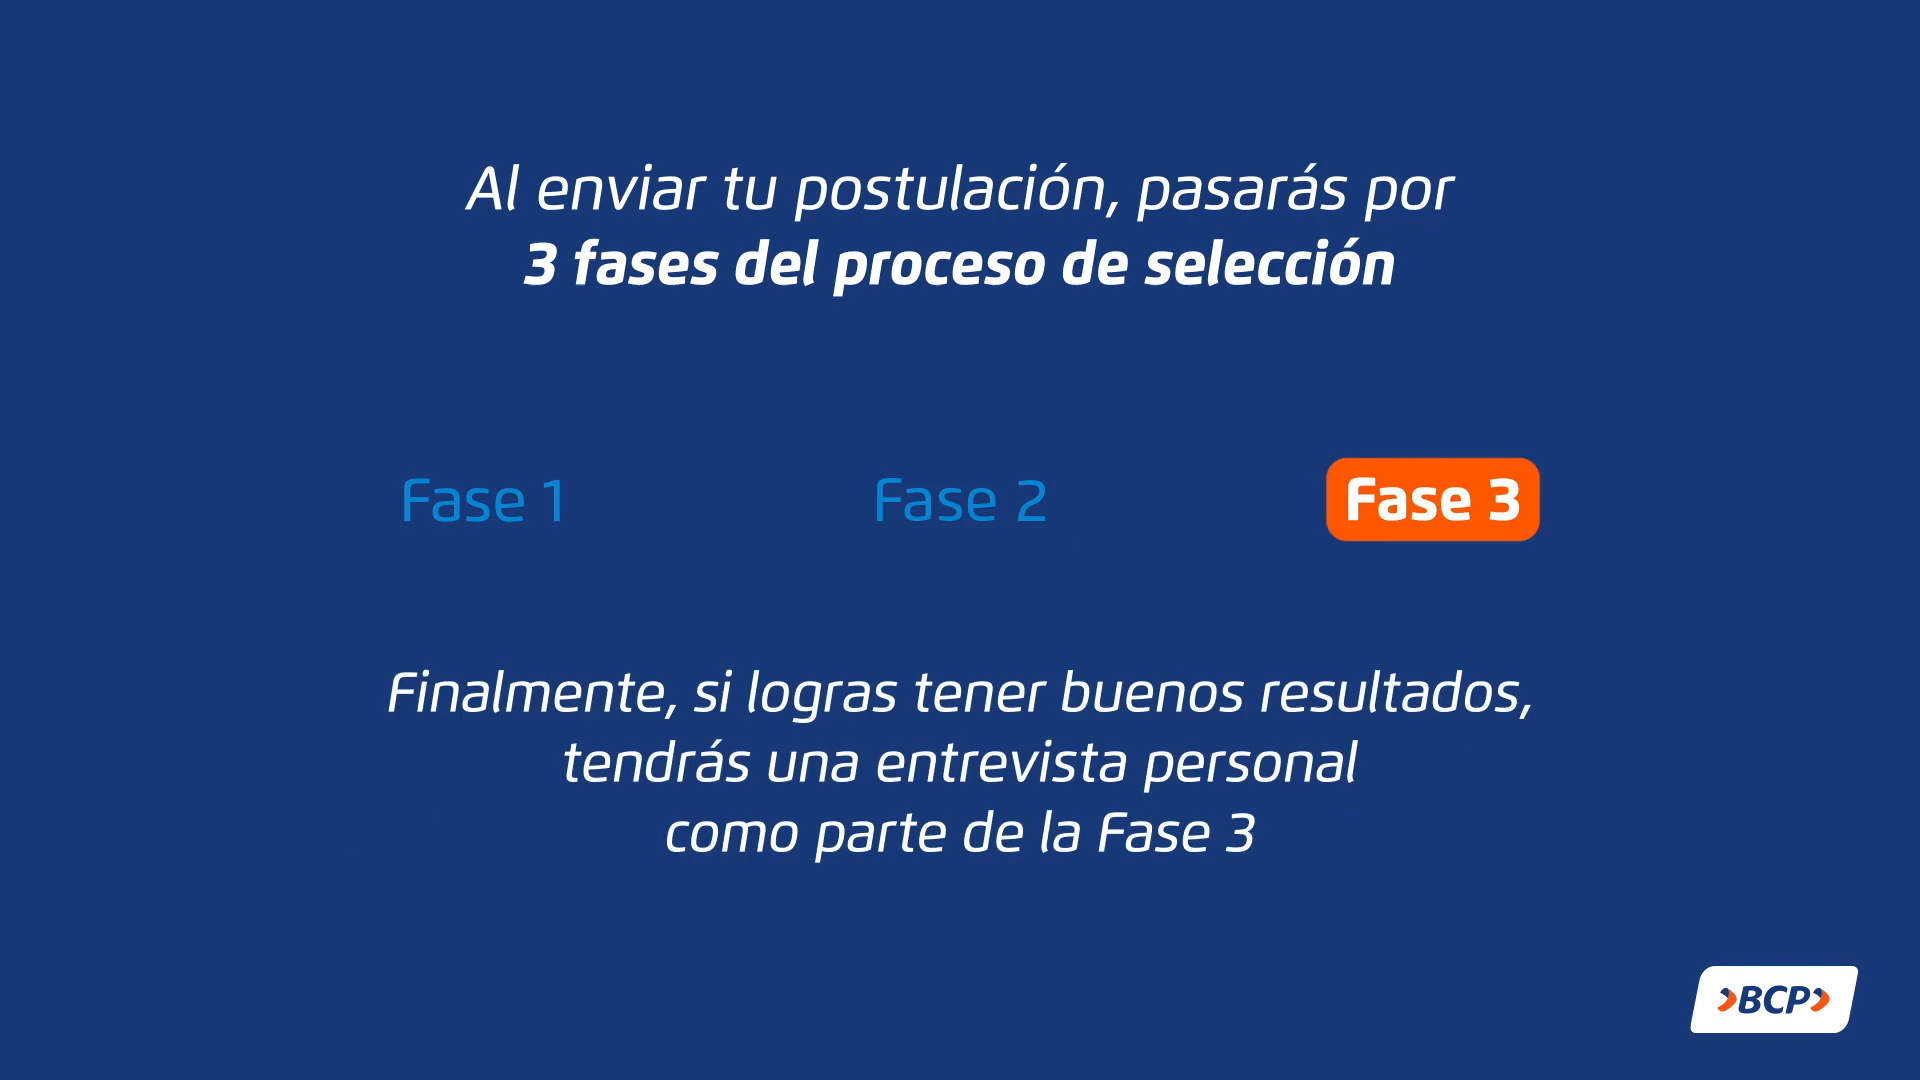 Al enviar tu postulación, pasarás por
3 fases del proceso de selección
Fase 1 Fase 2 Fase 3
Finalmente, si logras tener buenos resultados,
tendrás una entrevista personal
como parte de la Fase 3
BCP